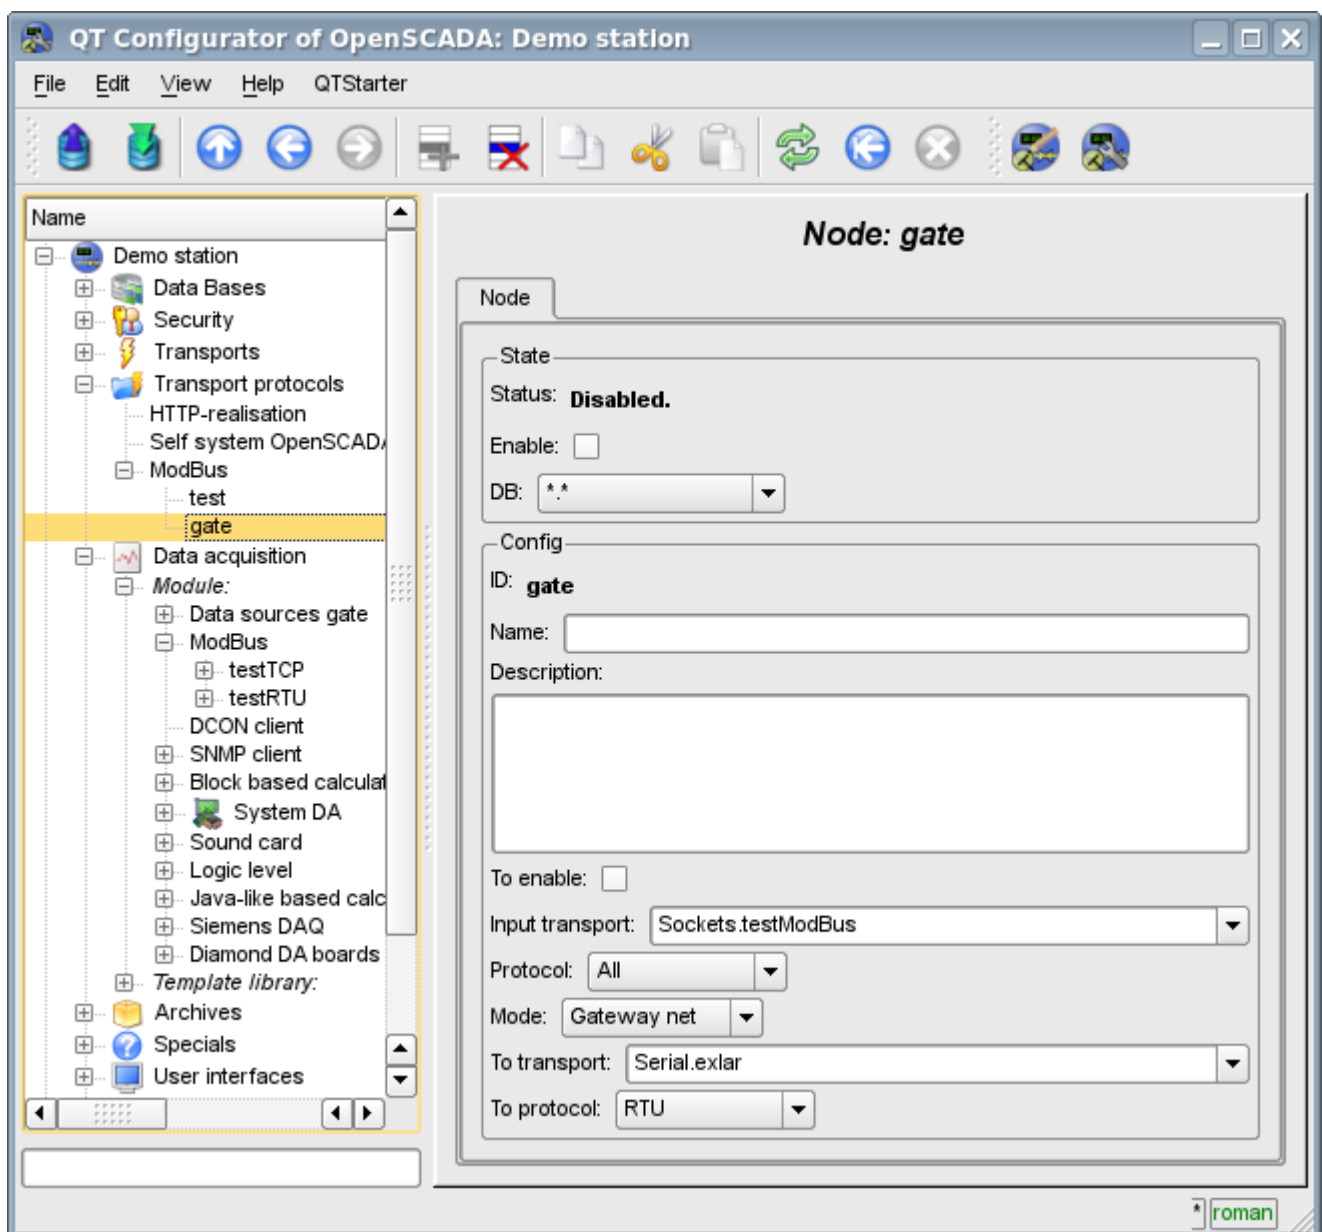 QT Configurator of OpenSCADA: Demo station
File Edit View Help QTStarter
Name
Demo station
Data Bases
Security
Transports
Transport protocols
HTTP-realisation
Self system OpenSCADA
ModBus
test
gate
Data acquisition
Module:
Data sources gate
ModBus
testTCP
testRTU
DCON client
SNMP client
Block based calculat
System DA
Sound card
Logic level
Java-like based calc
Siemens DAQ
Diamond DA boards
Template library:
Archives
Specials
User interfaces
Node: gate
Node
State
Status: Disabled.
Enable:
DB: *.*
Config
ID: gate
Name:
Description:
To enable:
Input transport: Sockets.testModBus
Protocol: All
Mode: Gateway net
To transport: Serial.exlar
To protocol: RTU
* roman